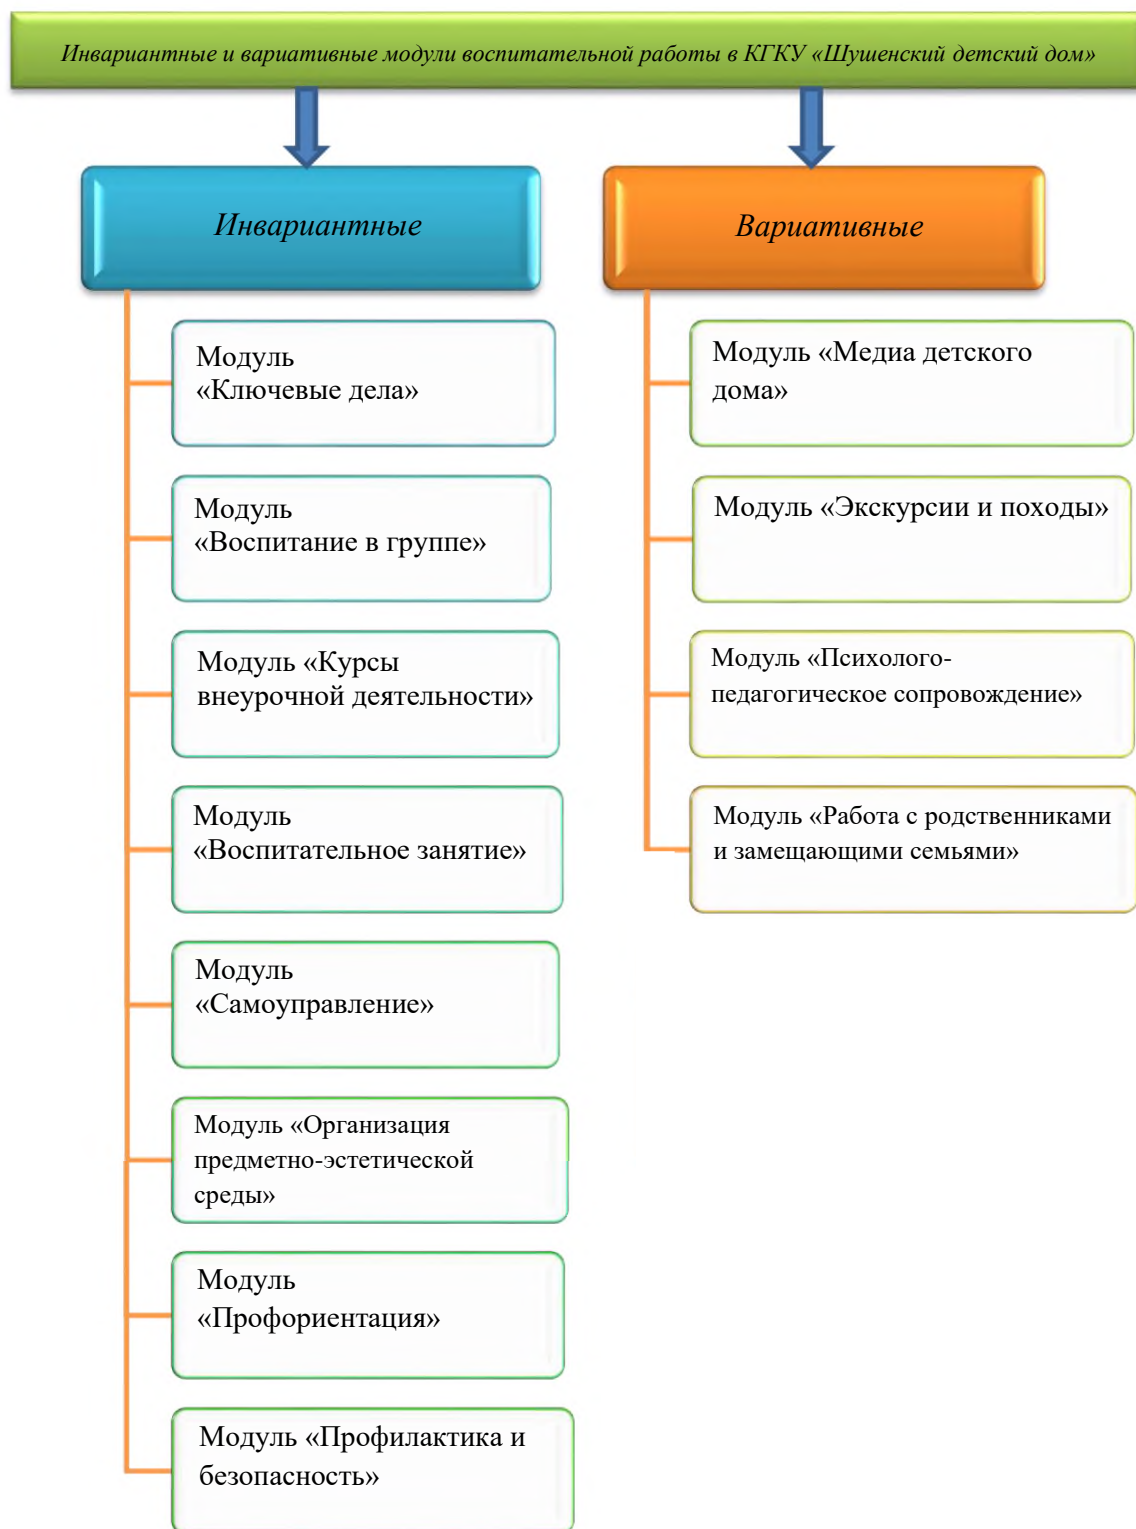 Инвариантные и вариативные модули воспитательной работы в КГКУ «Шушенский детский дом»
Инвариантные
Модуль
«Ключевые дела»
Модуль
«Воспитание в группе»
Модуль «Курсы
внеурочной деятельности»
Модуль
«Воспитательное занятие»
Модуль
«Самоуправление»
Модуль «Организация
предметно-эстетической
среды»
Модуль
«Профориентация»
Модуль «Профилактика и
безопасность»
Вариативные
Модуль «Медиа детского
дома»
Модуль «Экскурсии и походы»
Модуль «Психолого-
педагогическое сопровождение»
Модуль «Работа с родственниками
и замещающими семьями»